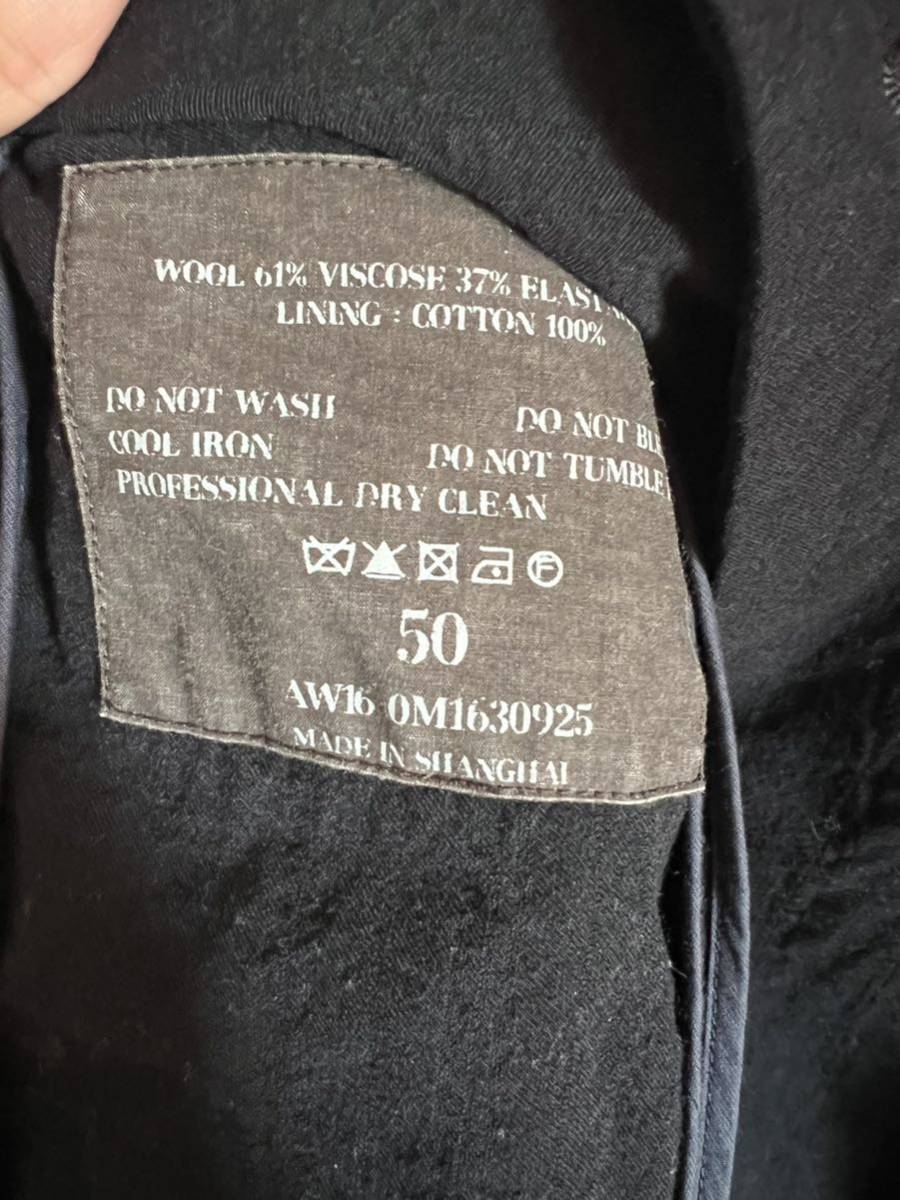 WOOL 61% VISCOSE 37%
LINING : COTTON 100%
DO NOT WASH DO NOT
COOL IRON DO NOT TUMBLE
PROFESSIONAL DRY CLEAN
F
50
AW16 0M1630925
MADE IN SHANGHAI